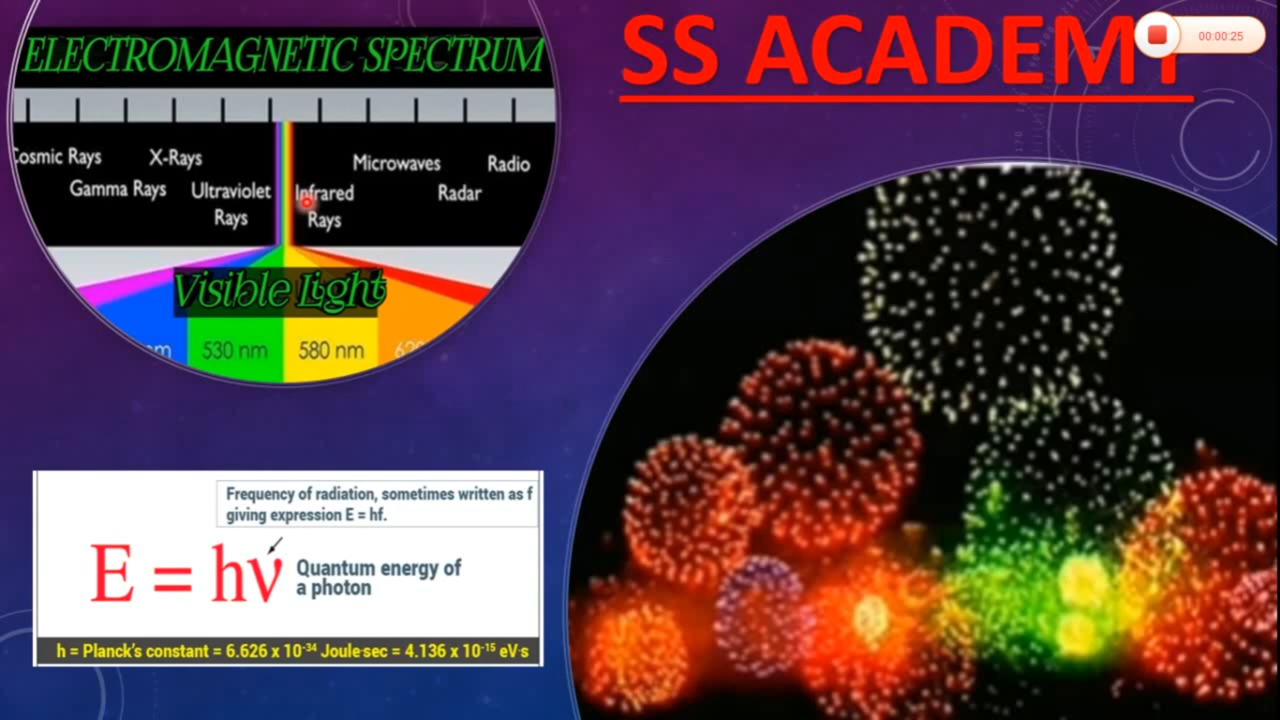 ELECTROMAGNETIC SPECTRUM
Cosmic Rays
X-Rays
Microwaves
Radio
Gamma Rays
Ultraviolet
Rays
Infrared
Rays
Radar
Visible Light
nm
530 nm
580 nm
SS ACADEMY
00:00:25
Frequency of radiation, sometimes written as f
giving expression E = hf.
E = hν
Quantum energy of
a photon
h = Planck's constant = 6.626 x 10⁻³⁴ Joule·sec = 4.136 x 10⁻¹⁵ eV·s